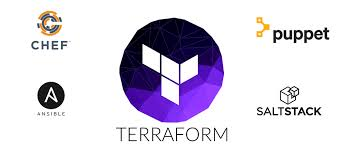 CHEF
puppet
ANSIBLE
SALTSTACK
TERRAFORM